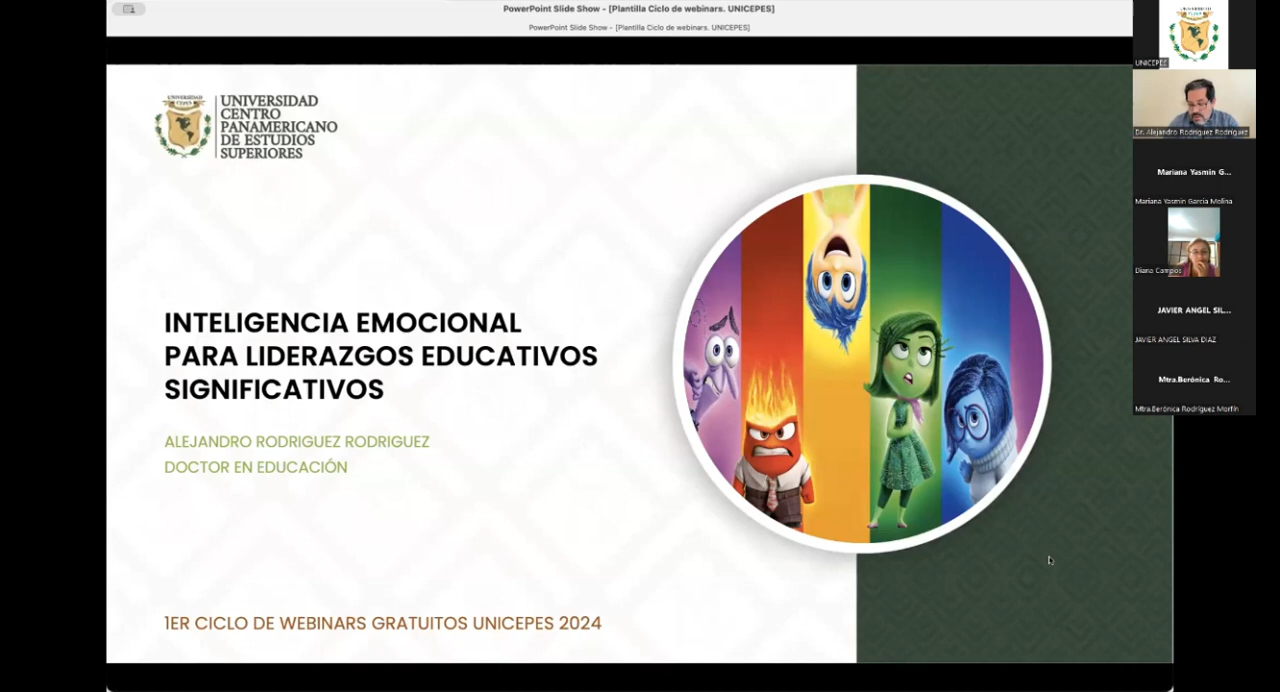 PowerPoint Slide Show - [Plantilla Ciclo de webinars. UNICEPES]
PowerPoint Slide Show - [Plantilla Ciclo de webinars. UNICEPES]
UNIVERSIDAD
CENTRO
PANAMERICANO
DE ESTUDIOS
SUPERIORES
INTELIGENCIA EMOCIONAL
PARA LIDERAZGOS EDUCATIVOS
SIGNIFICATIVOS
ALEJANDRO RODRIGUEZ RODRIGUEZ
DOCTOR EN EDUCACIÓN
1ER CICLO DE WEBINARS GRATUITOS UNICEPES 2024
UNICEPES
Dr. Alejandro Rodríguez Rodríguez
Mariana Yasmin G...
Mariana Yasmin Garcia Molina
Diana Campos
JAVIER ANGEL SIL...
JAVIER ANGEL SILVA DIAZ
Mtra.Berónica Ro...
Mtra.Berónica Rodríguez Morfín